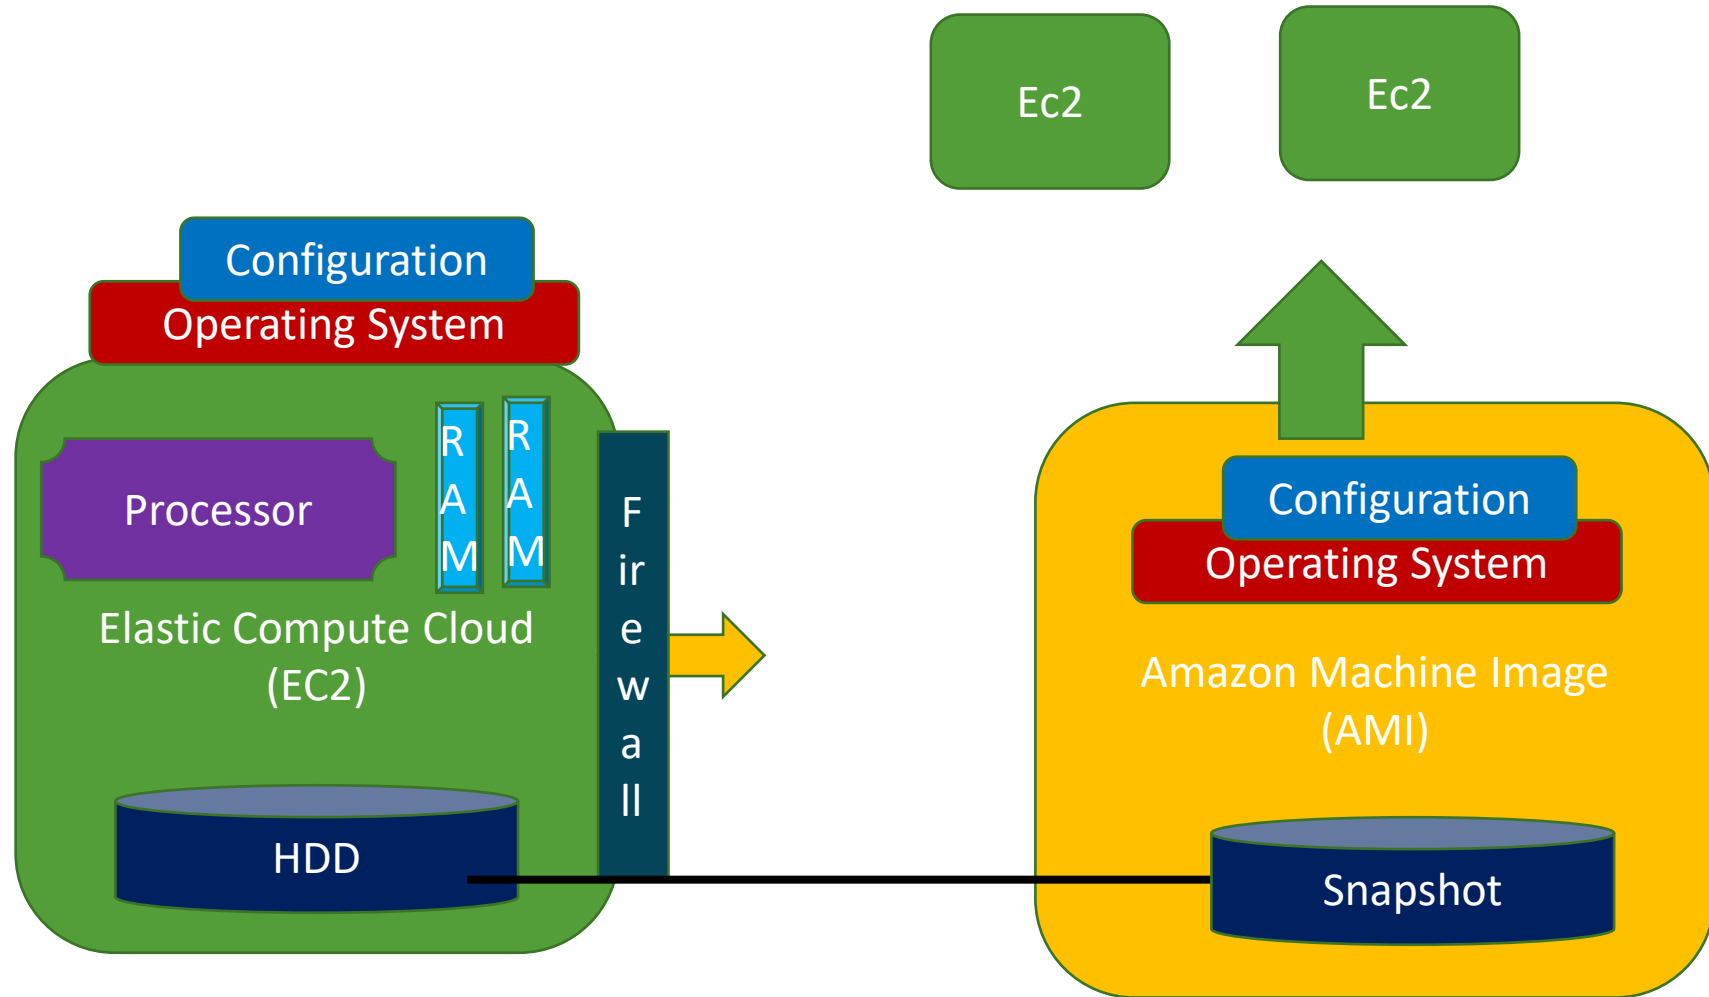 Ec2
Ec2
Configuration
Operating System
Processor
R
A
M
R
A
M
F
ir
e
w
a
ll
Elastic Compute Cloud
(EC2)
HDD
Configuration
Operating System
Amazon Machine Image
(AMI)
Snapshot